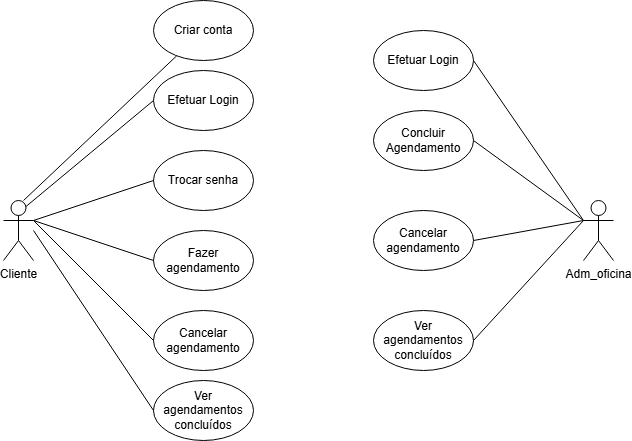 Criar conta
Efetuar Login
Trocar senha
Fazer
agendamento
Cancelar
agendamento
Ver
agendamentos
concluídos
Cliente
Efetuar Login
Concluir
Agendamento
Cancelar
agendamento
Ver
agendamentos
concluídos
Adm_oficina